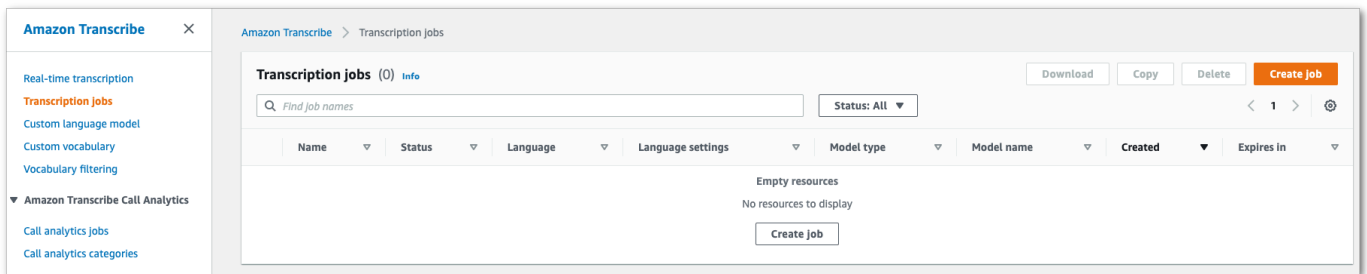 Amazon Transcribe
Real-time transcription
Transcription jobs
Custom language model
Custom vocabulary
Vocabulary filtering
Amazon Transcribe Call Analytics
Call analytics jobs
Call analytics categories
Amazon Transcribe > Transcription jobs
Transcription jobs (0) Info
Download Copy Delete Create job
Find job names Status: All 1
Name Status Language Language settings Model type Model name Created Expires in
Empty resources
No resources to display
Create job